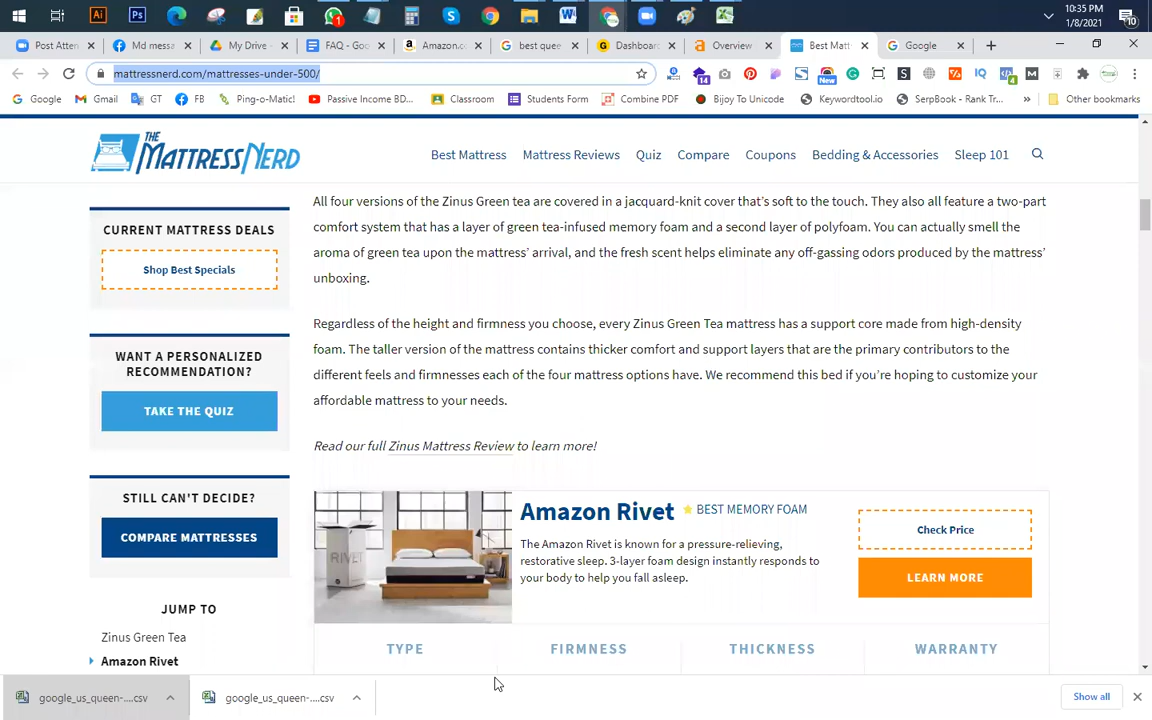 10:35 PM
1/8/2021
10
Post Atten
Md messa
My Drive -
FAQ - Goo
Amazon.co
best quee
Dashboard
Overview
Best Matt
Google
mattressnerd.com/mattresses-under-500/
14
New
4
Google
Gmail
GT
FB
Ping-o-Matic!
Passive Income BD...
Classroom
Students Form
Combine PDF
Bijoy To Unicode
Keywordtool.io
SerpBook - Rank Tr...
Other bookmarks
THE MATTRESS NERD
Best Mattress
Mattress Reviews
Quiz
Compare
Coupons
Bedding & Accessories
Sleep 101
CURRENT MATTRESS DEALS
Shop Best Specials
WANT A PERSONALIZED
RECOMMENDATION?
TAKE THE QUIZ
STILL CAN'T DECIDE?
COMPARE MATTRESSES
JUMP TO
Zinus Green Tea
Amazon Rivet
All four versions of the Zinus Green tea are covered in a jacquard-knit cover that's soft to the touch. They also all feature a two-part
comfort system that has a layer of green tea-infused memory foam and a second layer of polyfoam. You can actually smell the
aroma of green tea upon the mattress' arrival, and the fresh scent helps eliminate any off-gassing odors produced by the mattress'
unboxing.
Regardless of the height and firmness you choose, every Zinus Green Tea mattress has a support core made from high-density
foam. The taller version of the mattress contains thicker comfort and support layers that are the primary contributors to the
different feels and firmnesses each of the four mattress options have. We recommend this bed if you're hoping to customize your
affordable mattress to your needs.
Read our full Zinus Mattress Review to learn more!
RIVET
Amazon Rivet
BEST MEMORY FOAM
The Amazon Rivet is known for a pressure-relieving,
restorative sleep. 3-layer foam design instantly responds to
your body to help you fall asleep.
Check Price
LEARN MORE
TYPE
FIRMNESS
THICKNESS
WARRANTY
google_us_queen-....csv
google_us_queen-....csv
Show all